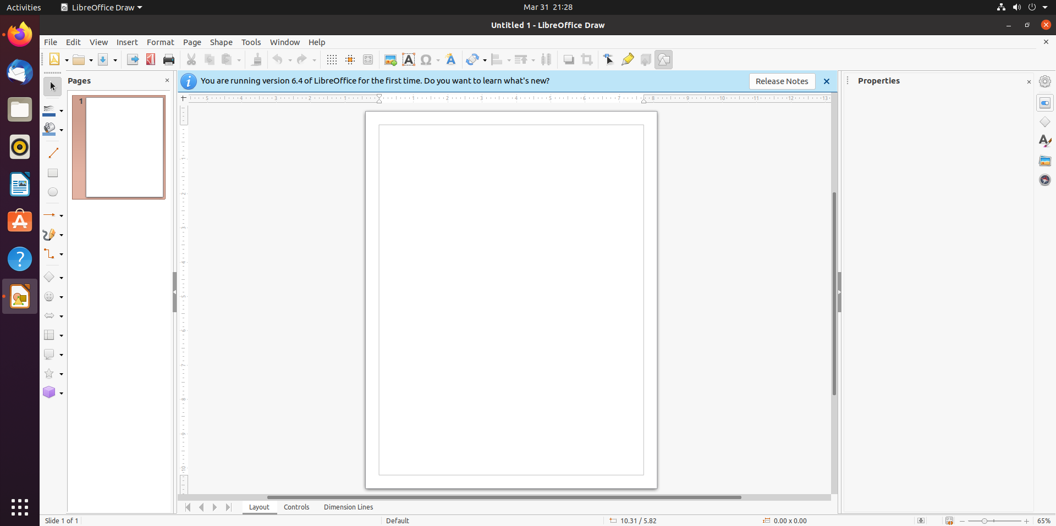 Activities
LibreOffice Draw
Mar 31 21:28
Untitled 1 - LibreOffice Draw
File Edit View Insert Format Page Shape Tools Window Help
Pages
You are running version 6.4 of LibreOffice for the first time. Do you want to learn what's new?
Release Notes
Properties
1
Layout Controls Dimension Lines
Slide 1 of 1
Default
10.31 / 5.82
0.00 x 0.00
65%